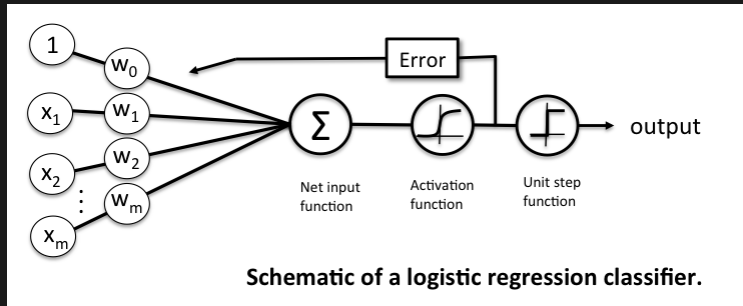 1
w0
Error
x1
w1
Σ
output
x2
w2
⋮
wm
xm
Net input
function
Activation
function
Unit step
function
Schematic of a logistic regression classifier.